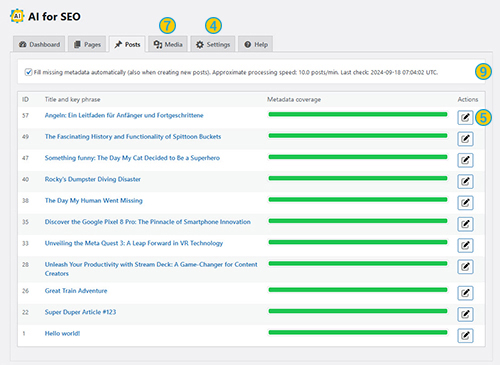 7
4
AI
AI for SEO
Dashboard
Pages
Posts
Media
Settings
Help
9
Fill missing metadata automatically (also when creating new posts). Approximate processing speed: 10.0 posts/min. Last check: 2024-09-18 07:04:02 UTC.
ID Title and key phrase Metadata coverage Actions
57 Angeln: Ein Leitfaden für Anfänger und Fortgeschrittene
5
49 The Fascinating History and Functionality of Spittoon Buckets
47 Something funny: The Day My Cat Decided to Be a Superhero
40 Rocky's Dumpster Diving Disaster
38 The Day My Human Went Missing
35 Discover the Google Pixel 8 Pro: The Pinnacle of Smartphone Innovation
33 Unveiling the Meta Quest 3: A Leap Forward in VR Technology
28 Unleash Your Productivity with Stream Deck: A Game-Changer for Content
Creators
26 Great Train Adventure
22 Super Duper Article #123
1 Hello world!